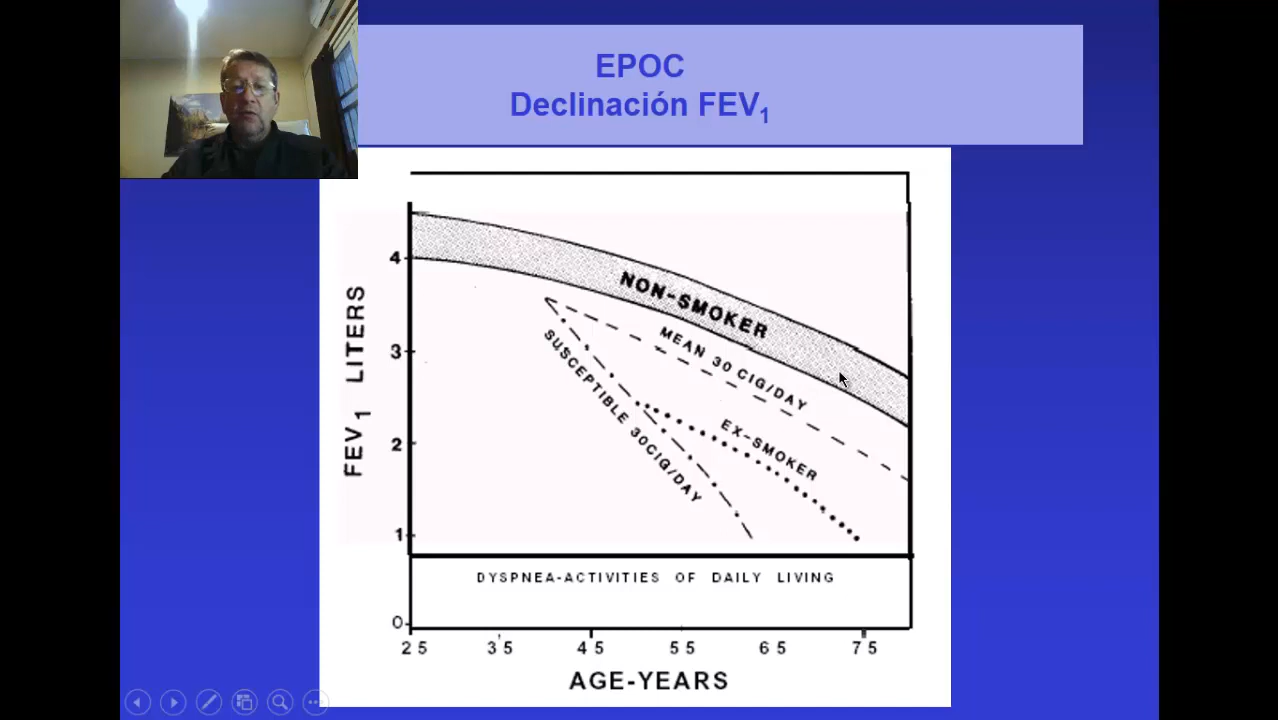 EPOC
Declinación FEV1
FEV1 LITERS
4
3
2
1
0
NON-SMOKER
MEAN 30 CIG/DAY
SUSCEPTIBLE 30CIG/DAY
EX-SMOKER
DYSPNEA-ACTIVITIES OF DAILY LIVING
25 35 45 55 65 75
AGE-YEARS